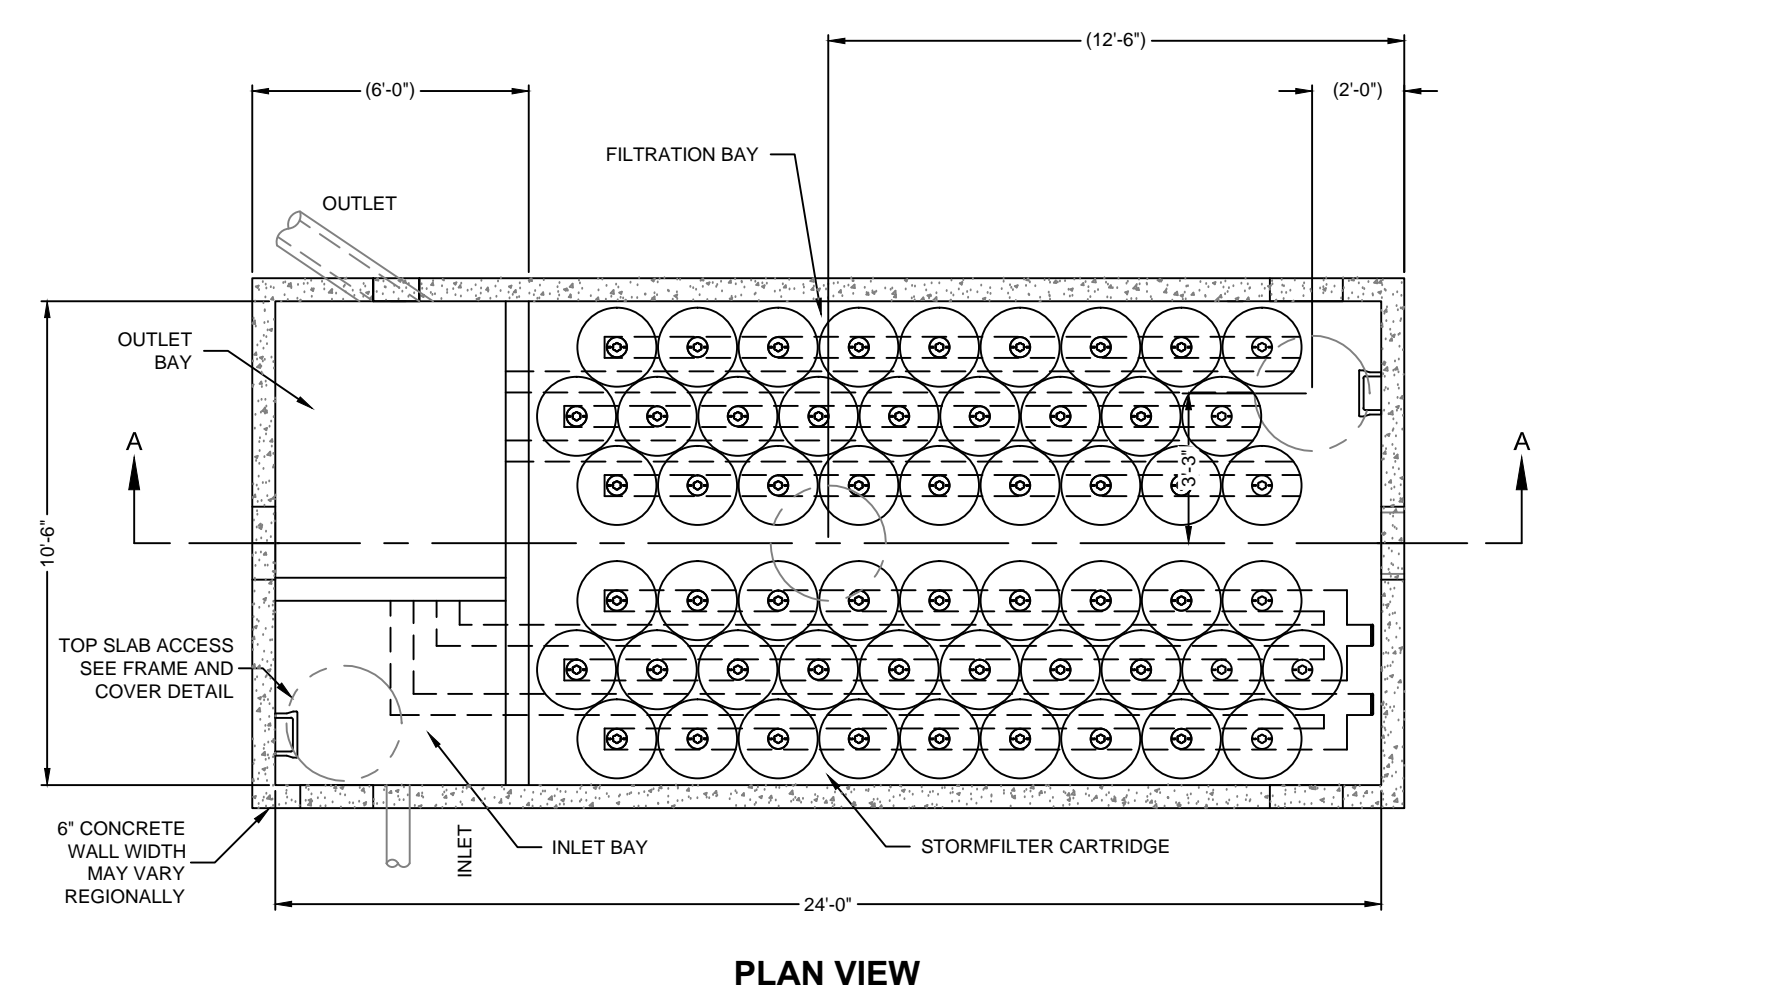 (12'-6")
(6'-0")
(2'-0")
FILTRATION BAY
OUTLET
OUTLET
BAY
A
A
3'-3"
10'-6"
TOP SLAB ACCESS
SEE FRAME AND
COVER DETAIL
6" CONCRETE
WALL WIDTH
MAY VARY
REGIONALLY
INLET
INLET BAY
STORMFILTER CARTRIDGE
24'-0"
PLAN VIEW